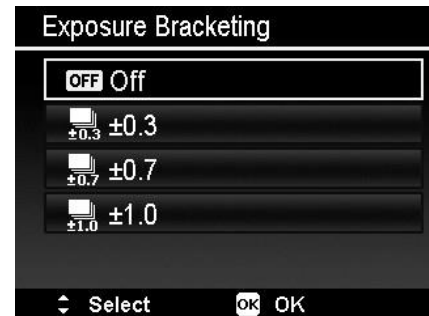 Exposure Bracketing
OFF Off
±0.3 ±0.3
±0.7 ±0.7
±1.0 ±1.0
Select OK OK